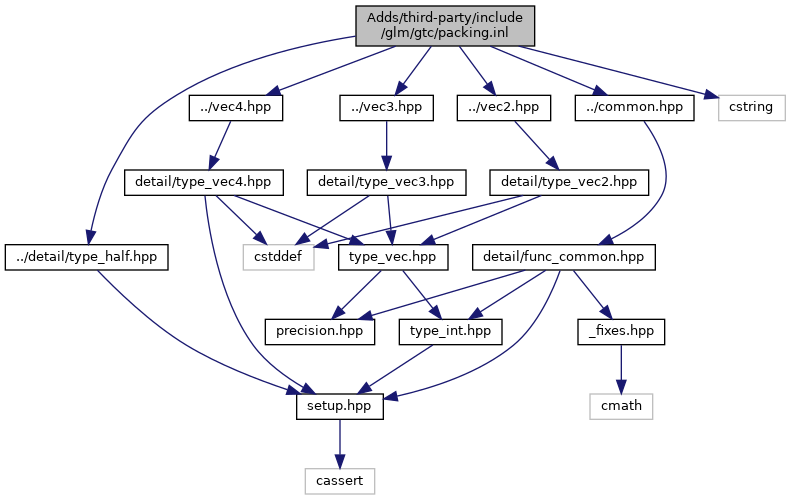 Adds/third-party/include
/glm/gtc/packing.inl
../vec4.hpp
../vec3.hpp
../vec2.hpp
../common.hpp
cstring
detail/type_vec4.hpp
detail/type_vec3.hpp
detail/type_vec2.hpp
../detail/type_half.hpp
cstddef
type_vec.hpp
detail/func_common.hpp
precision.hpp
type_int.hpp
_fixes.hpp
setup.hpp
cmath
cassert